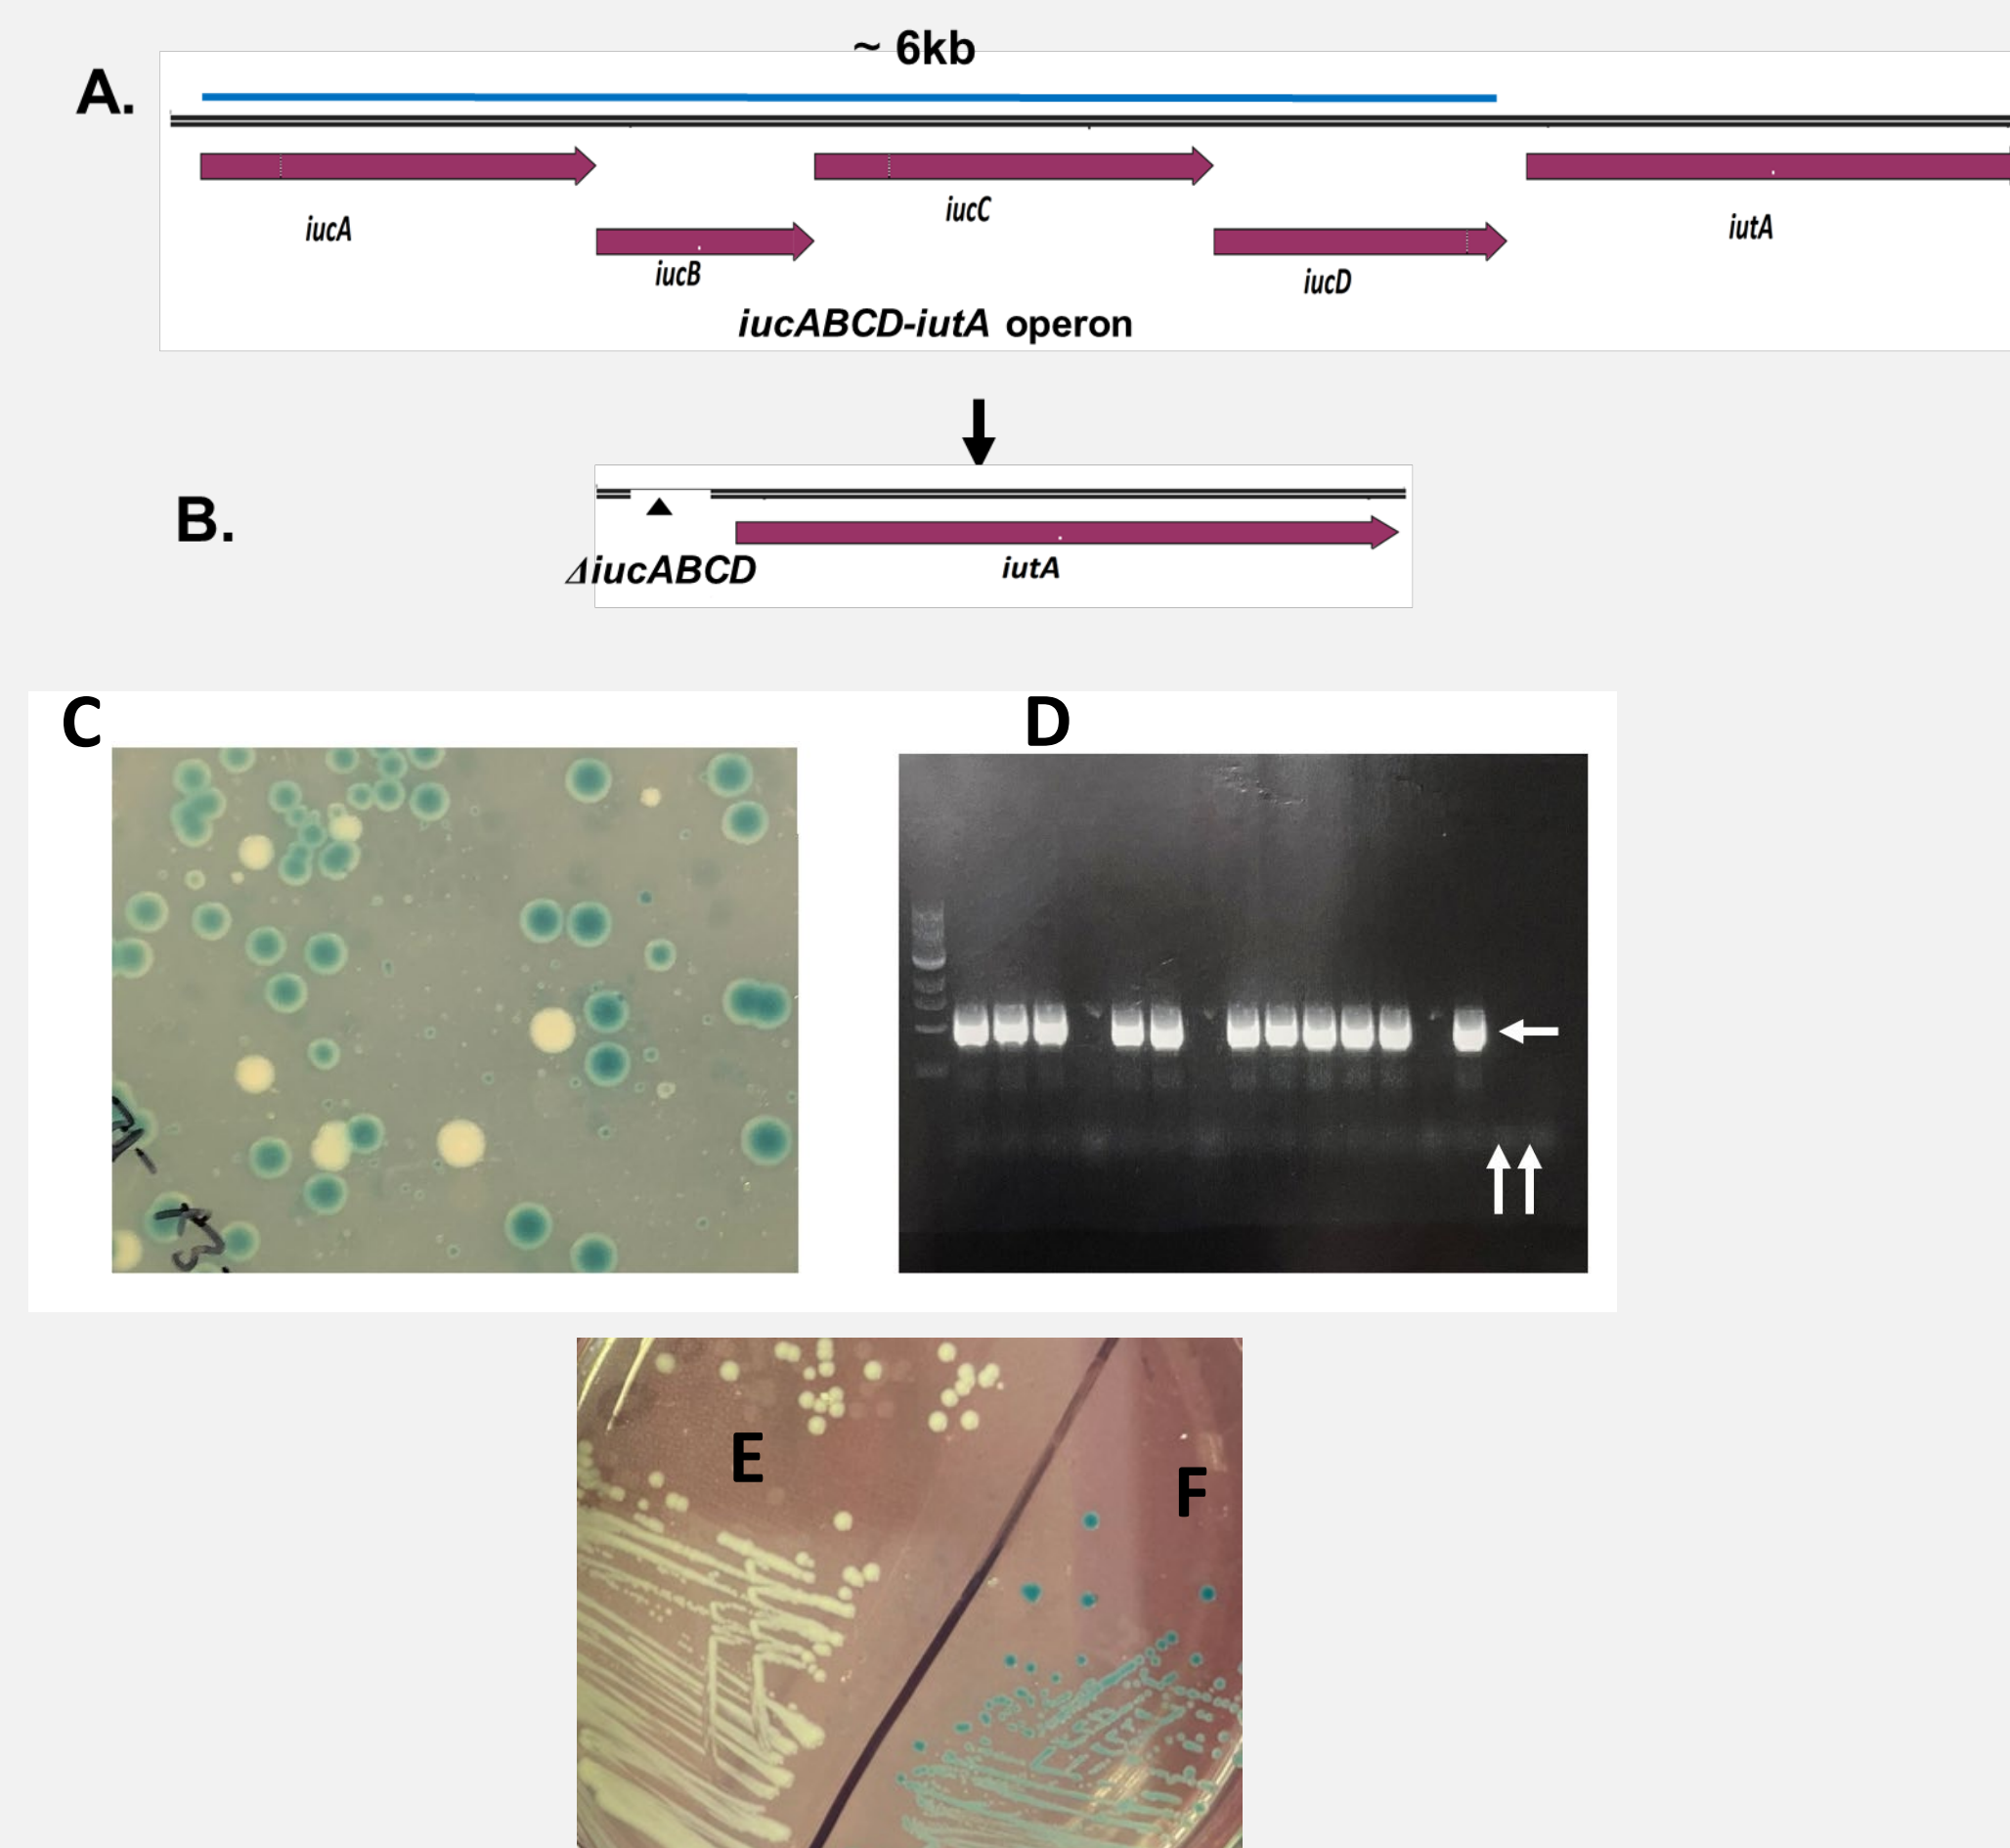 ~ 6kb
A.
iucA
iucB
iucC
iucD
iutA
iucABCD-iutA operon
B.
ΔiucABCD
iutA
C
D
E
F